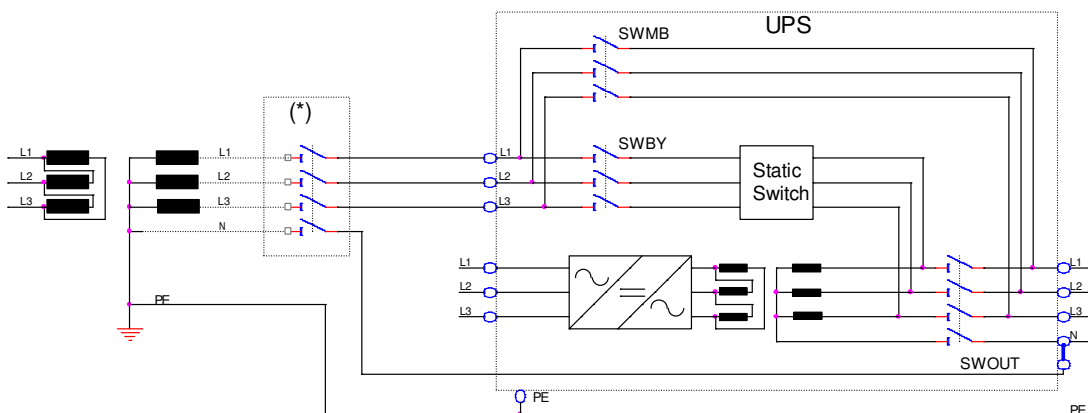 UPS
SWMB
(*)
L1
L1
L1
SWBY
Static
Switch
L2
L2
L2
L3
L3
L3
N
L1
L1
L2
L2
L3
L3
PE
N
SWOUT
PE
PE